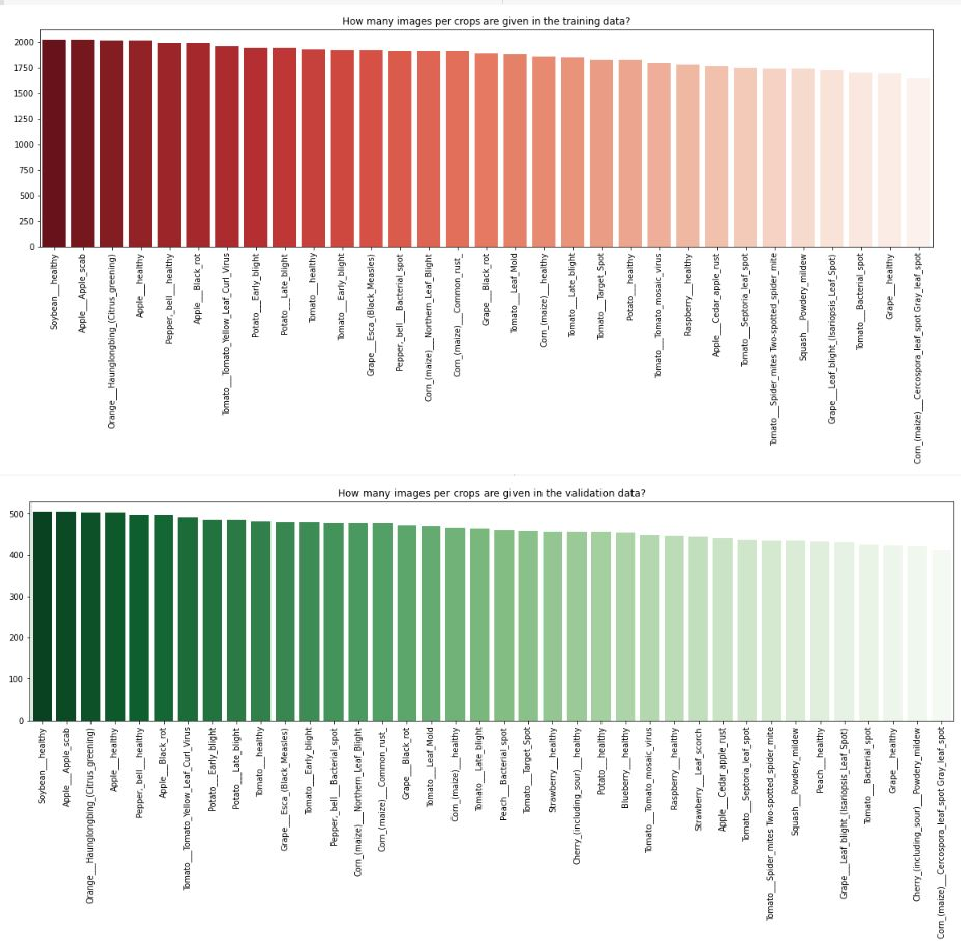 How many images per crops are given in the training data?
2000
1750
1500
1250
1000
750
500
250
0
Soybean___healthy
Apple___Apple_scab
Orange___Haunglongbing_(Citrus_greening)
Apple___healthy
Pepper,_bell___healthy
Apple___Black_rot
Tomato___Tomato_Yellow_Leaf_Curl_Virus
Potato___Early_blight
Potato___Late_blight
Tomato___healthy
Tomato___Early_blight
Grape___Esca_(Black_Measles)
Pepper,_bell___Bacterial_spot
Corn_(maize)___Northern_Leaf_Blight
Corn_(maize)___Common_rust_
Grape___Black_rot
Tomato___Leaf_Mold
Corn_(maize)___healthy
Tomato___Late_blight
Tomato___Target_Spot
Potato___healthy
Tomato___Tomato_mosaic_virus
Raspberry___healthy
Apple___Cedar_apple_rust
Tomato___Septoria_leaf_spot
Tomato___Spider_mites Two-spotted_spider_mite
Squash___Powdery_mildew
Grape___Leaf_blight_(Isariopsis_Leaf_Spot)
Tomato___Bacterial_spot
Grape___healthy
Corn_(maize)___Cercospora_leaf_spot Gray_leaf_spot
How many images per crops are given in the validation data?
500
400
300
200
100
0
Soybean___healthy
Apple___Apple_scab
Orange___Haunglongbing_(Citrus_greening)
Apple___healthy
Pepper,_bell___healthy
Apple___Black_rot
Tomato___Tomato_Yellow_Leaf_Curl_Virus
Potato___Early_blight
Potato___Late_blight
Tomato___healthy
Grape___Esca_(Black_Measles)
Tomato___Early_blight
Pepper,_bell___Bacterial_spot
Corn_(maize)___Northern_Leaf_Blight
Corn_(maize)___Common_rust_
Grape___Black_rot
Tomato___Leaf_Mold
Corn_(maize)___healthy
Tomato___Late_blight
Peach___Bacterial_spot
Tomato___Target_Spot
Strawberry___healthy
Cherry_(including_sour)___healthy
Potato___healthy
Blueberry___healthy
Tomato___Tomato_mosaic_virus
Raspberry___healthy
Strawberry___Leaf_scorch
Apple___Cedar_apple_rust
Tomato___Septoria_leaf_spot
Tomato___Spider_mites Two-spotted_spider_mite
Squash___Powdery_mildew
Peach___healthy
Grape___Leaf_blight_(Isariopsis_Leaf_Spot)
Tomato___Bacterial_spot
Grape___healthy
Cherry_(including_sour)___Powdery_mildew
Corn_(maize)___Cercospora_leaf_spot Gray_leaf_spot